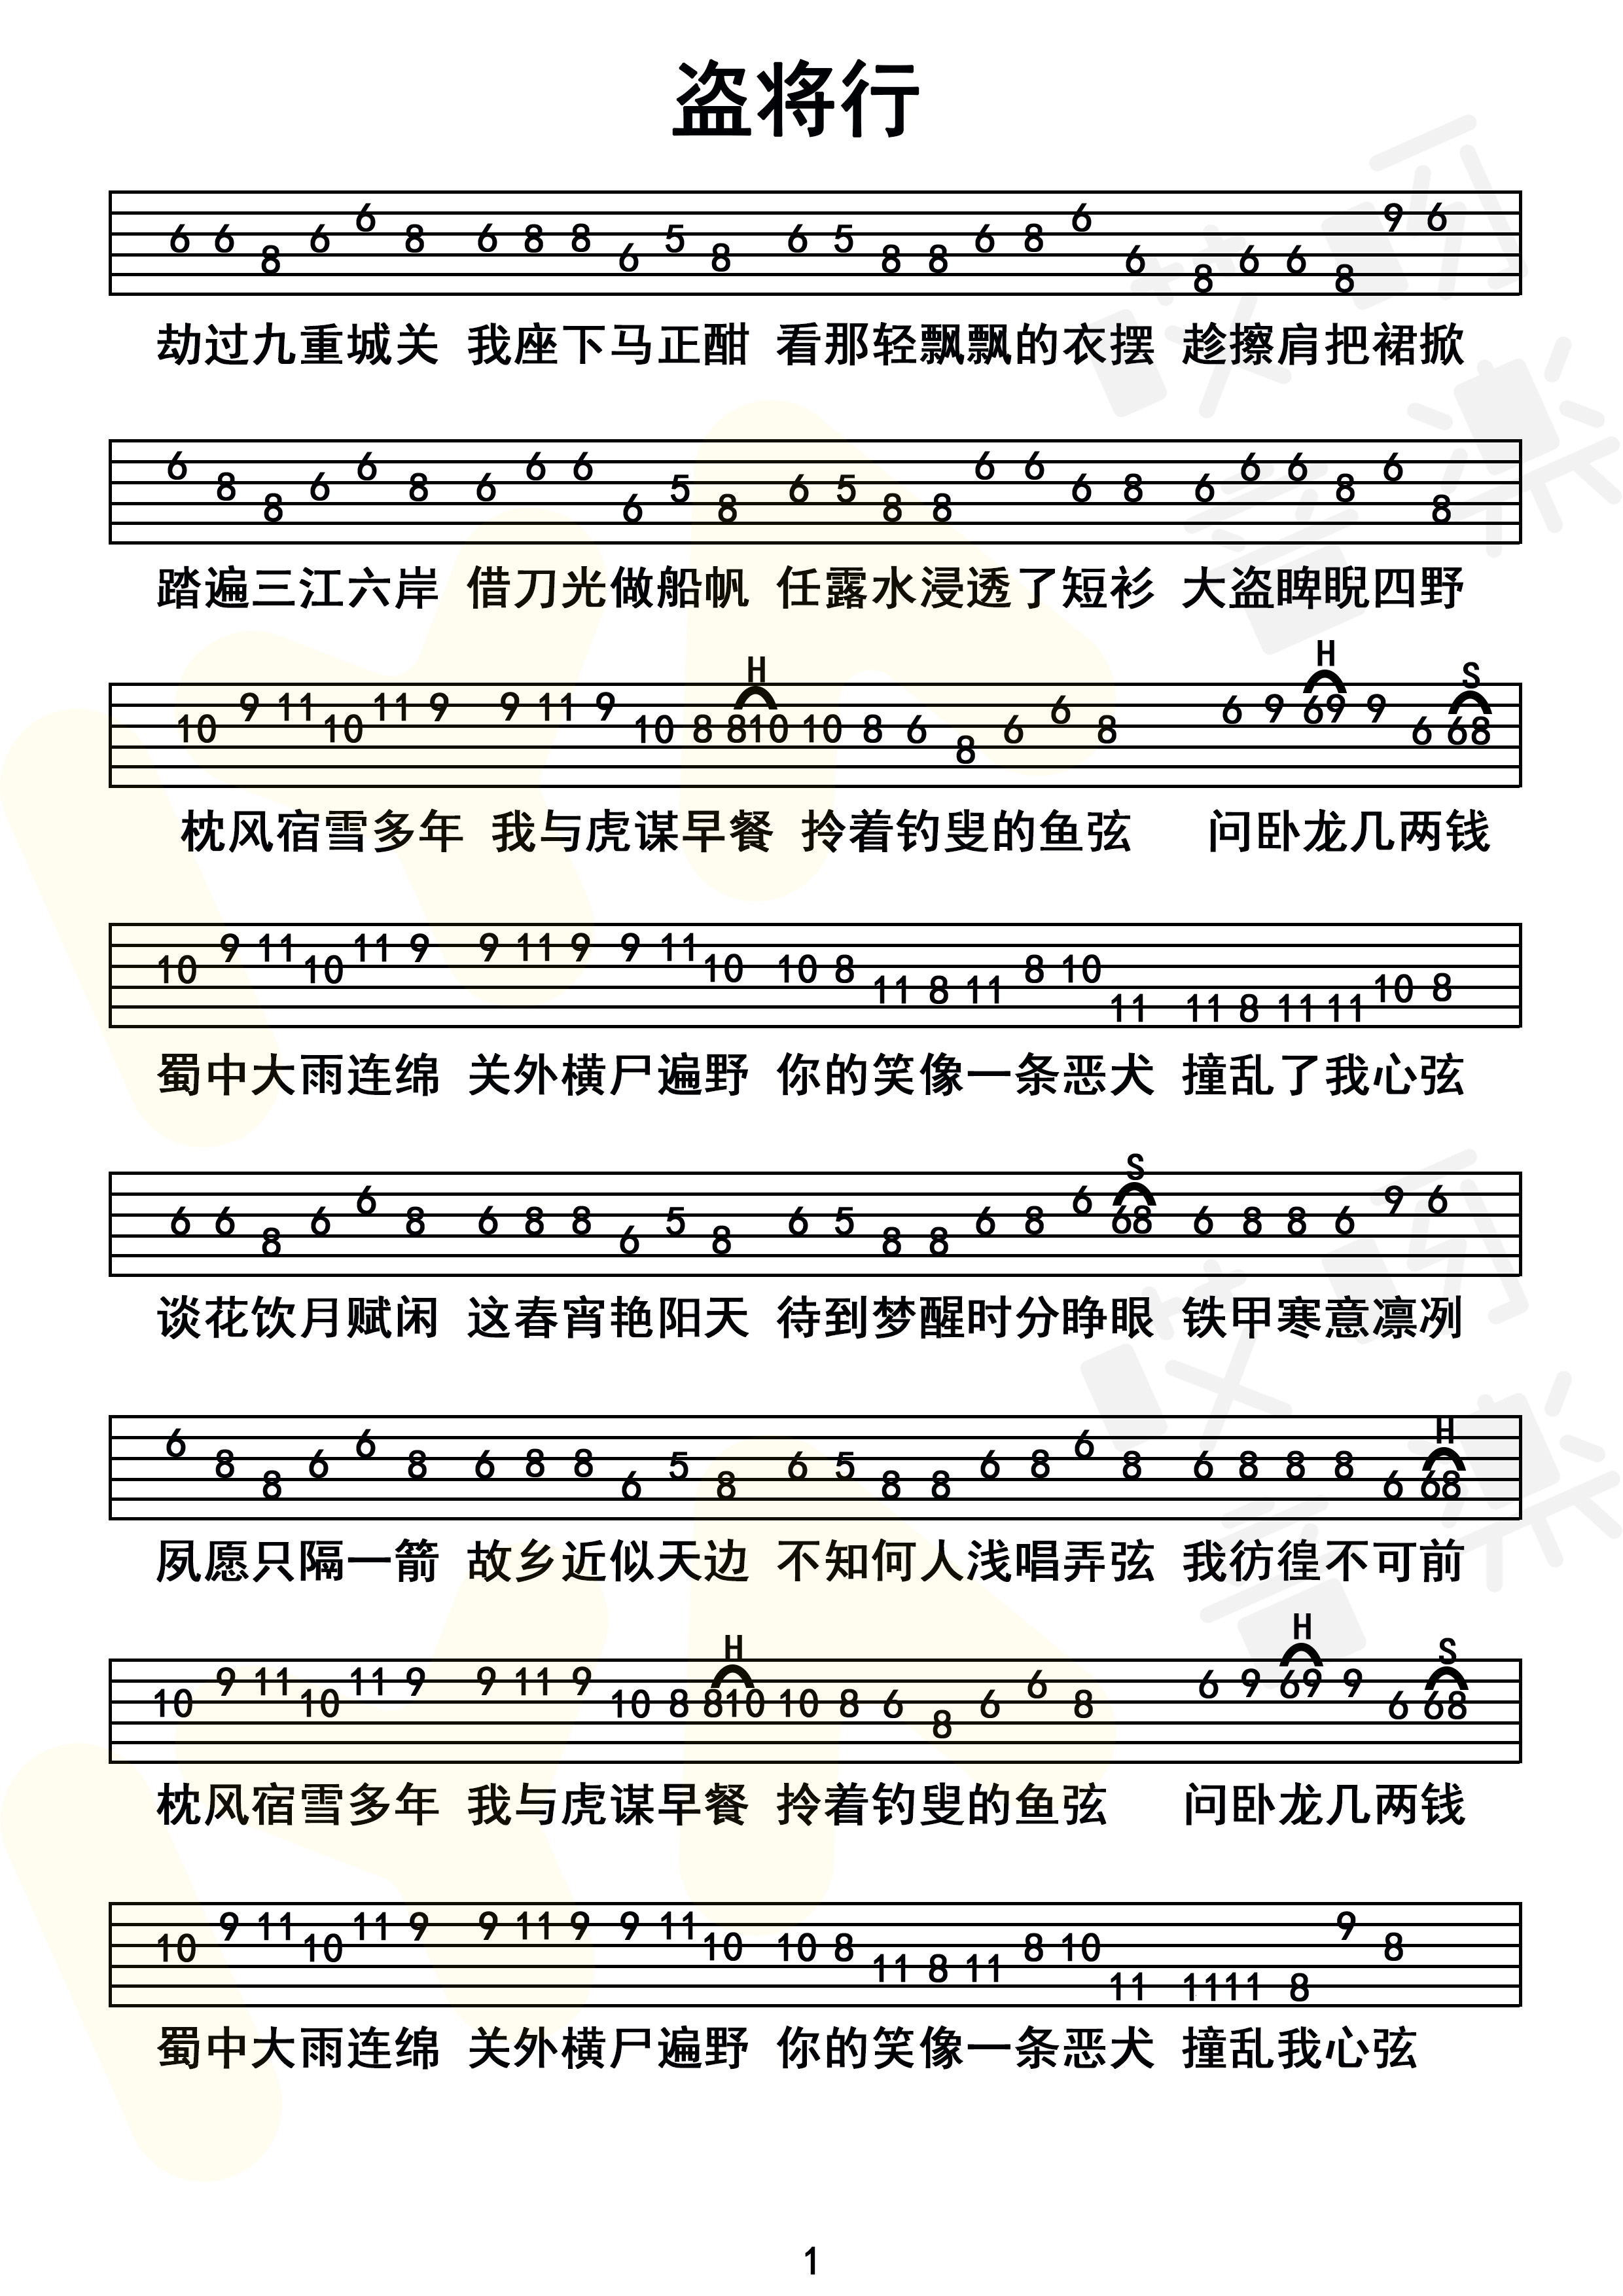 盗将行
6 6 8 6 6 8 6 8 8 6 5 8 6 5 8 8 6 8 6 6 8 6 6 8 9 6
劫过九重城关 我座下马正酣 看那轻飘飘的衣摆 趁擦肩把裙掀
6 8 8 6 6 8 6 6 6 6 5 8 6 5 8 8 6 6 6 8 6 6 6 8 6 8
踏遍三江六岸 借刀光做船帆 任露水浸透了短衫 大盗睥睨四野
H H S
10 9 11 10 11 9 9 11 9 10 8 810 10 8 6 8 6 6 8 6 9 69 9 6 68
枕风宿雪多年 我与虎谋早餐 拎着钓叟的鱼弦 问卧龙几两钱
10 9 11 10 11 9 9 11 9 9 11 10 10 8 11 8 11 8 10 11 11 8 11 11 10 8
蜀中大雨连绵 关外横尸遍野 你的笑像一条恶犬 撞乱了我心弦
S
6 6 8 6 6 8 6 8 8 6 5 8 6 5 8 8 6 8 6 68 6 8 8 6 9 6
谈花饮月赋闲 这春宵艳阳天 待到梦醒时分睁眼 铁甲寒意凛冽
H
6 8 8 6 6 8 6 8 8 6 5 8 6 5 8 8 6 8 6 8 6 8 8 8 6 68
夙愿只隔一箭 故乡近似天边 不知何人浅唱弄弦 我彷徨不可前
H H S
10 9 11 10 11 9 9 11 9 10 8 810 10 8 6 8 6 6 8 6 9 69 9 6 68
枕风宿雪多年 我与虎谋早餐 拎着钓叟的鱼弦 问卧龙几两钱
10 9 11 10 11 9 9 11 9 9 11 10 10 8 11 8 11 8 10 11 1111 8 9 8
蜀中大雨连绵 关外横尸遍野 你的笑像一条恶犬 撞乱我心弦
1